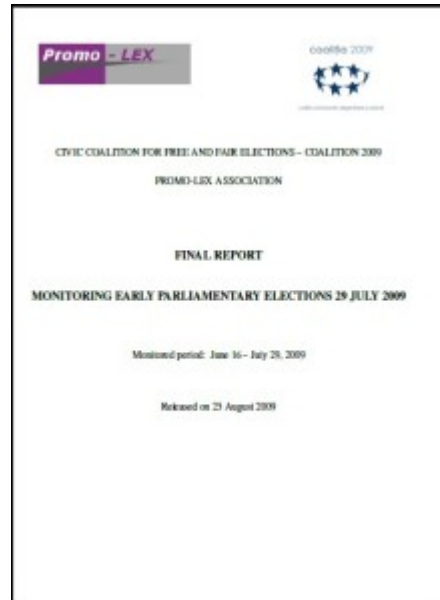 Promo - LEX
coalitia 2009
CIVIC COALITION FOR FREE AND FAIR ELECTIONS – COALITION 2009
PROMO-LEX ASSOCIATION
FINAL REPORT
MONITORING EARLY PARLIAMENTARY ELECTIONS 29 JULY 2009
Monitored period: June 16 – July 29, 2009
Released on 25 August 2009